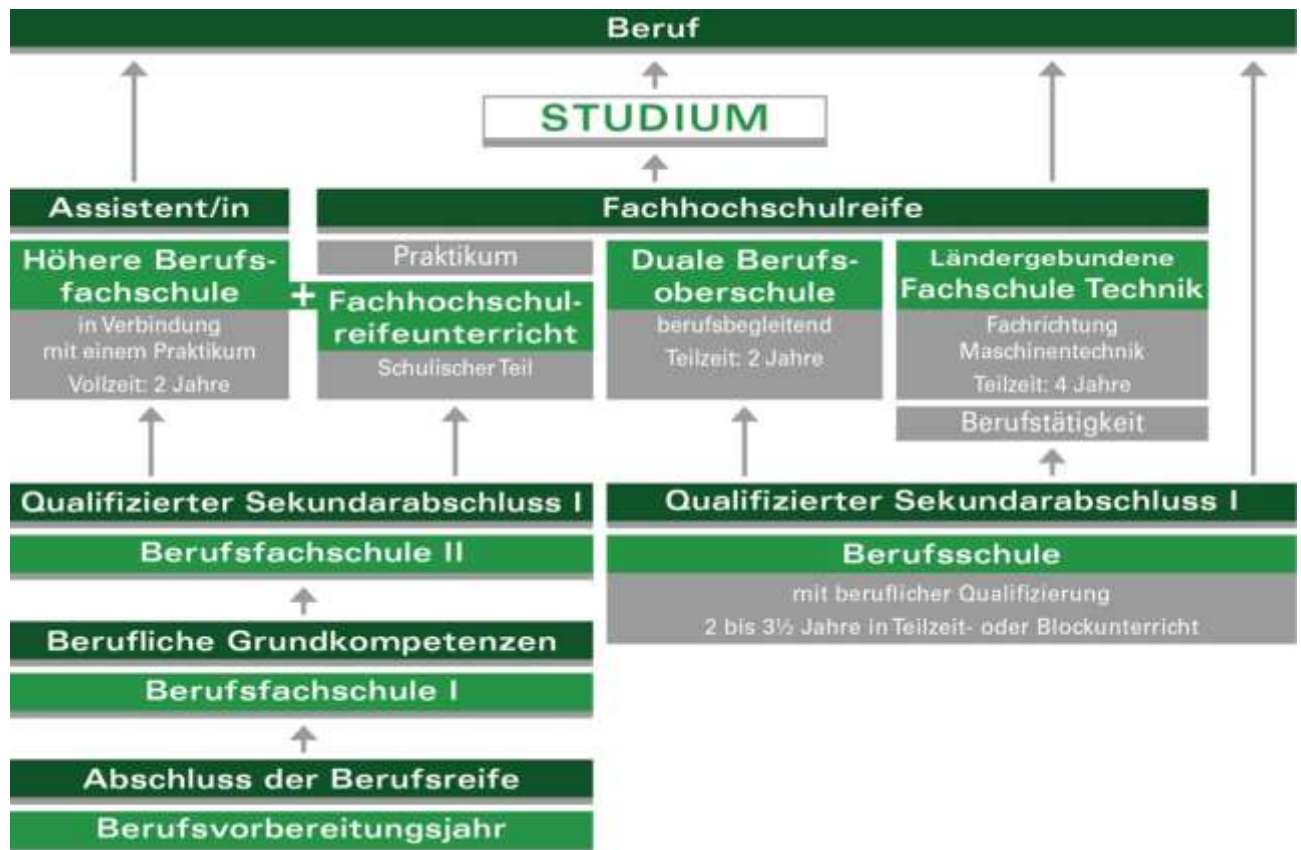 Beruf
STUDIUM
Assistent/in
Fachhochschulreife
Höhere Berufs-
fachschule
in Verbindung
mit einem Praktikum
Vollzeit: 2 Jahre
+
Praktikum
Fachhochschul-
reifeunterricht
Schulischer Teil
Duale Berufs-
oberschule
berufsbegleitend
Teilzeit: 2 Jahre
Ländergebundene
Fachschule Technik
Fachrichtung
Maschinentechnik
Teilzeit: 4 Jahre
Berufstätigkeit
Qualifizierter Sekundarabschluss I
Berufsfachschule II
Berufliche Grundkompetenzen
Berufsfachschule I
Abschluss der Berufsreife
Berufsvorbereitungsjahr
Qualifizierter Sekundarabschluss I
Berufsschule
mit beruflicher Qualifizierung
2 bis 3½ Jahre in Teilzeit- oder Blockunterricht